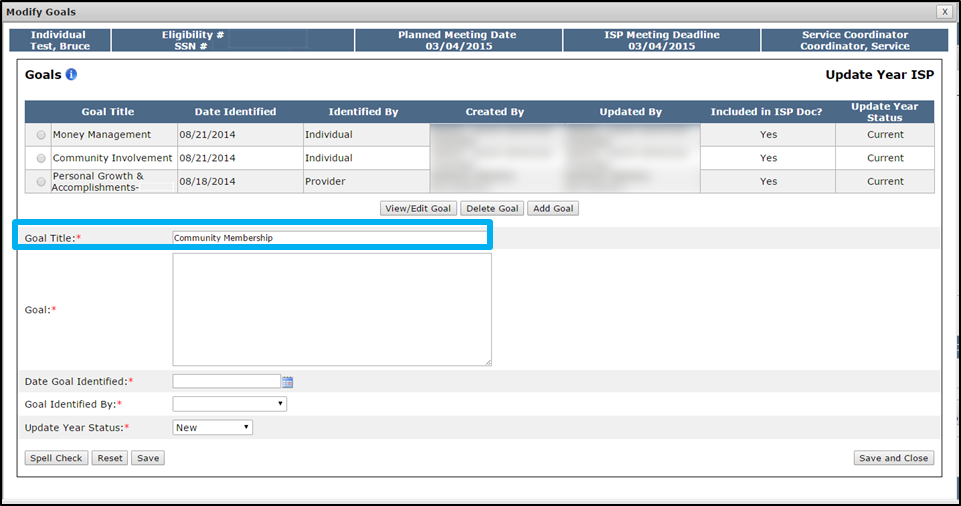 Modify Goals X
Individual Eligibility # Planned Meeting Date ISP Meeting Deadline Service Coordinator
Test, Bruce SSN # 03/04/2015 03/04/2015 Coordinator, Service
Goals i Update Year ISP
Goal Title Date Identified Identified By Created By Updated By Included in ISP Doc? Update Year Status
Money Management 08/21/2014 Individual Yes Current
Community Involvement 08/21/2014 Individual Yes Current
Personal Growth &
Accomplishments- 08/18/2014 Provider Yes Current
View/Edit Goal Delete Goal Add Goal
Goal Title:* Community Membership
Goal:*
Date Goal Identified:*
Goal Identified By:*
Update Year Status:* New
Spell Check Reset Save Save and Close